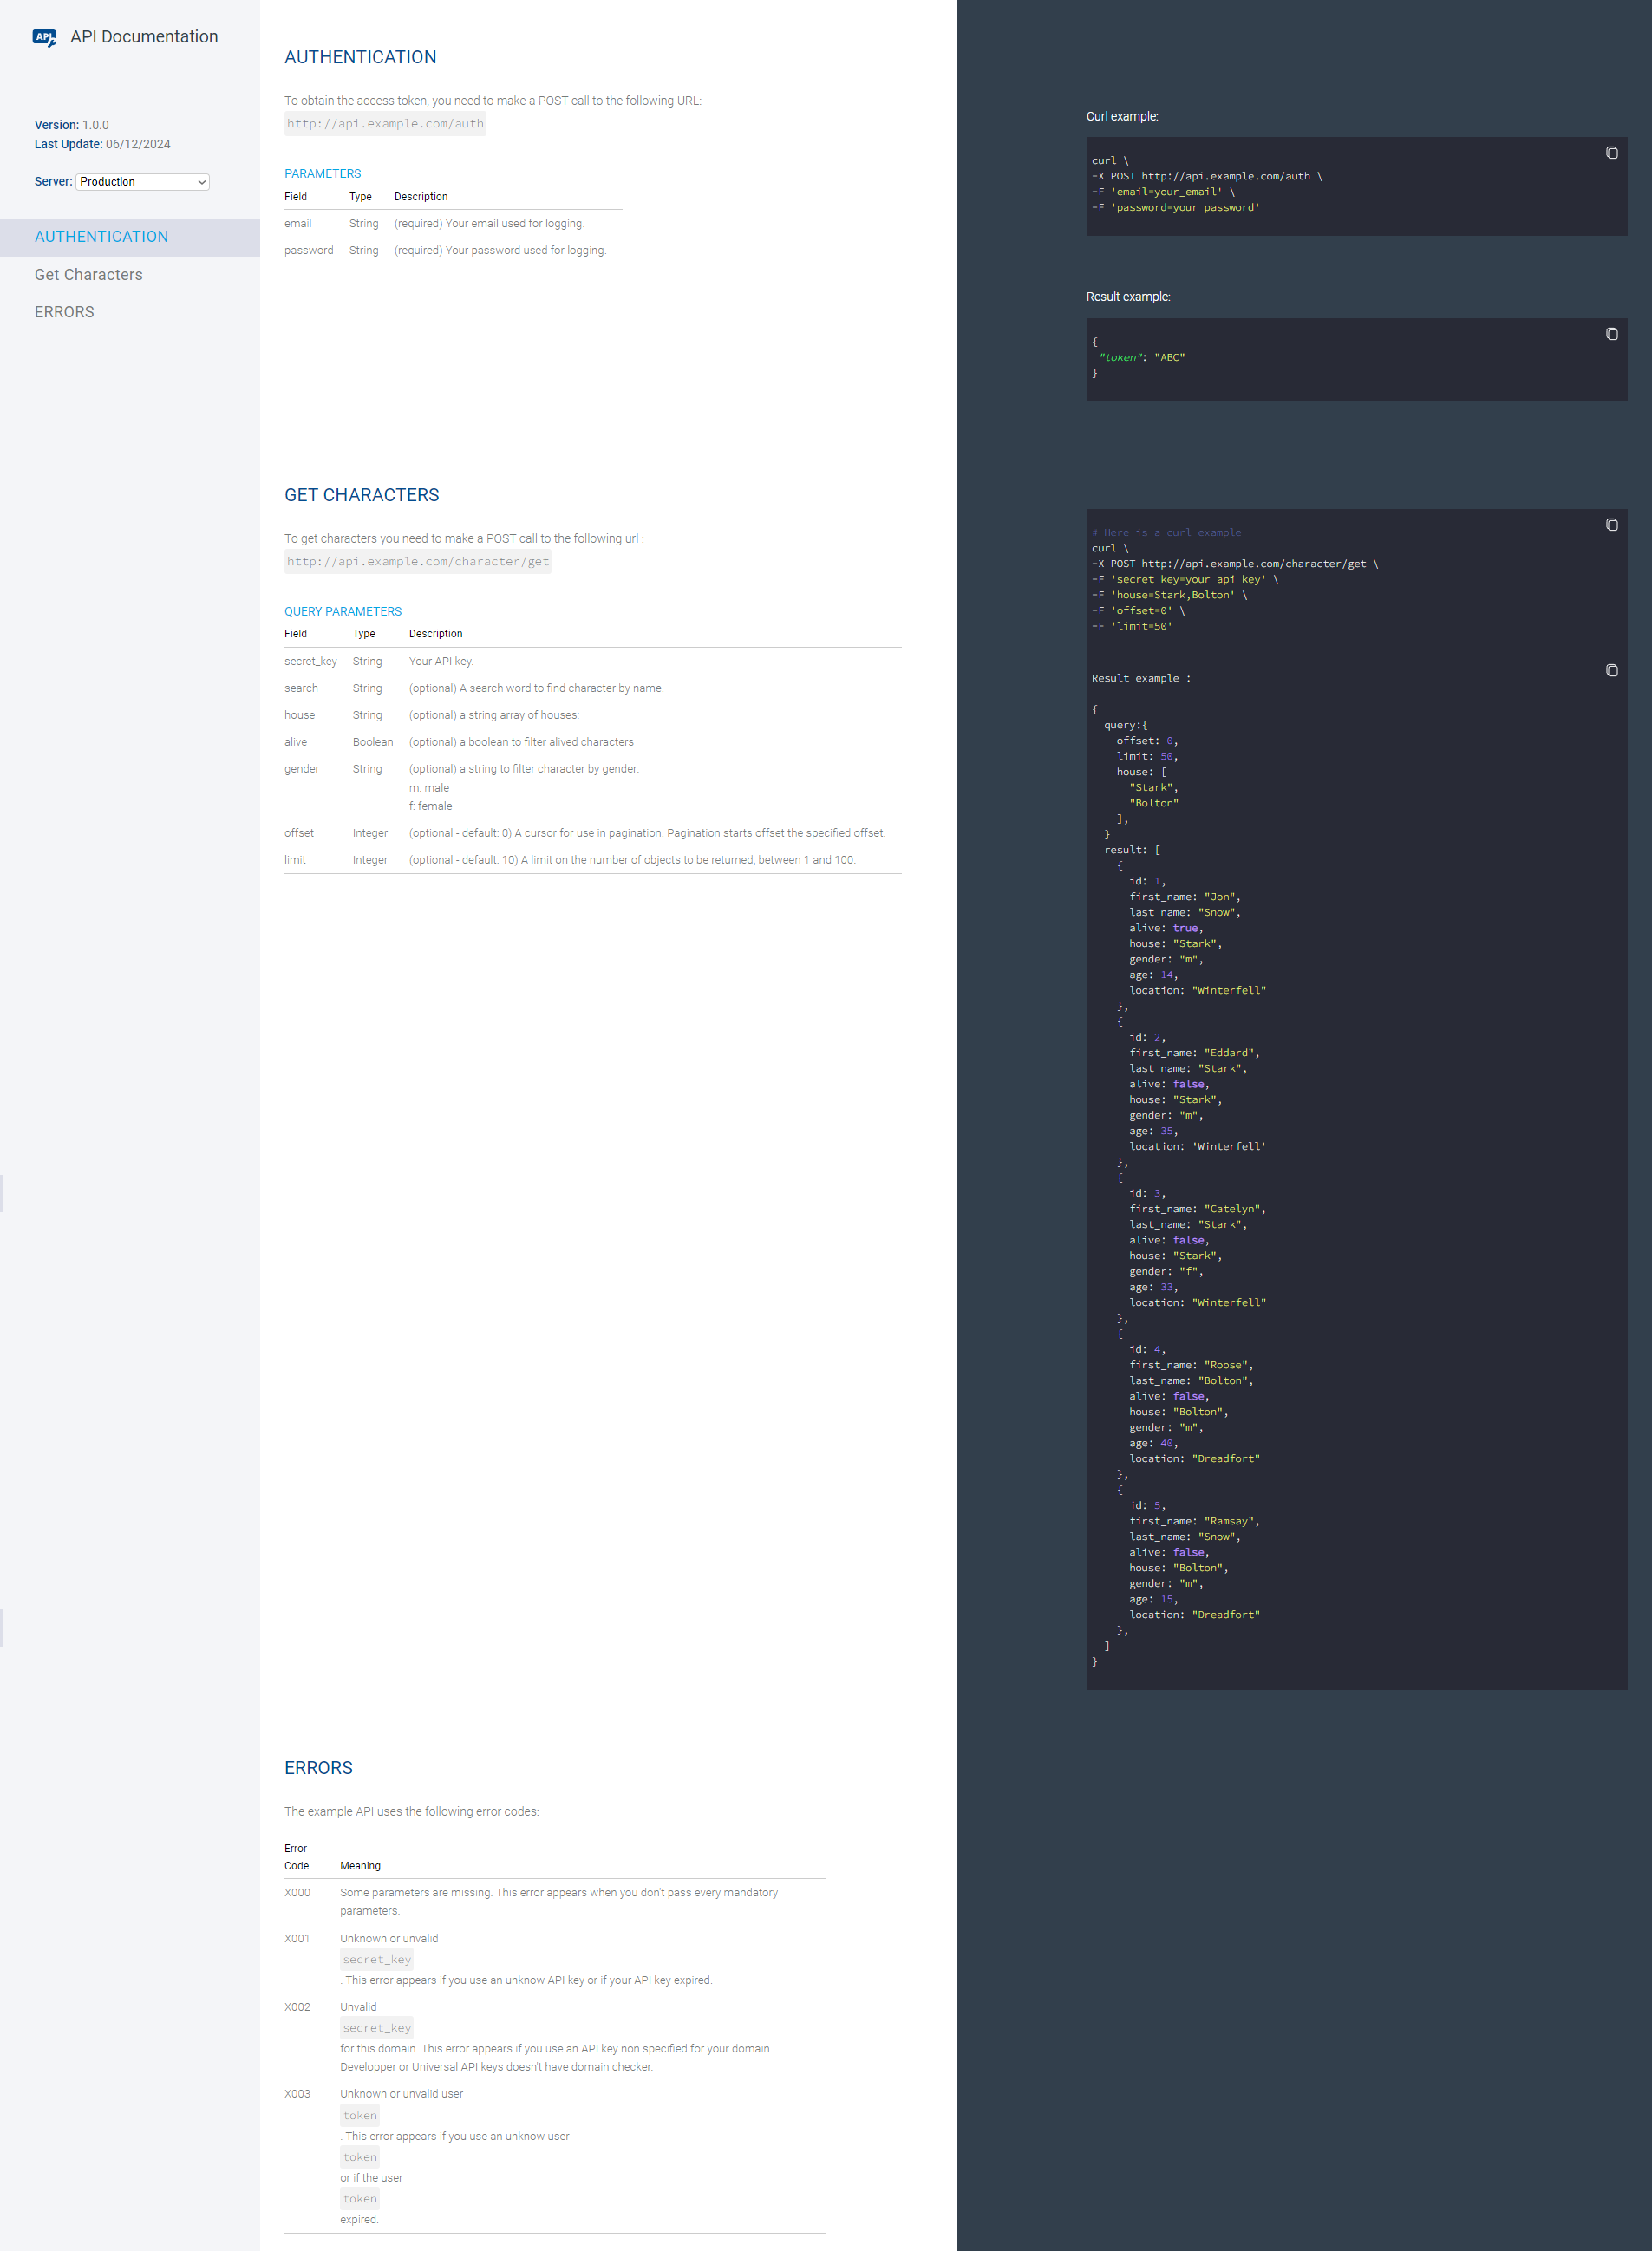 API Documentation
Version: 1.0.0
Last Update: 06/12/2024
Server: Production
AUTHENTICATION
Get Characters
ERRORS
AUTHENTICATION
To obtain the access token, you need to make a POST call to the following URL:
http://api.example.com/auth
PARAMETERS
Field Type Description
email String (required) Your email used for logging.
password String (required) Your password used for logging.
Curl example:
curl \
-X POST http://api.example.com/auth \
-F 'email=your_email' \
-F 'password=your_password'
Result example:
{
"token": "ABC"
}
GET CHARACTERS
To get characters you need to make a POST call to the following url :
http://api.example.com/character/get
QUERY PARAMETERS
Field Type Description
secret_key String Your API key.
search String (optional) A search word to find character by name.
house String (optional) a string array of houses:
alive Boolean (optional) a boolean to filter alived characters
gender String (optional) a string to filter character by gender:
m: male
f: female
offset Integer (optional - default: 0) A cursor for use in pagination. Pagination starts offset the specified offset.
limit Integer (optional - default: 10) A limit on the number of objects to be returned, between 1 and 100.
# Here is a curl example
curl \
-X POST http://api.example.com/character/get \
-F 'secret_key=your_api_key' \
-F 'house=Stark,Bolton' \
-F 'offset=0' \
-F 'limit=50'
Result example :
{
query:{
offset: 0,
limit: 50,
house: [
"Stark",
"Bolton"
],
}
result: [
{
id: 1,
first_name: "Jon",
last_name: "Snow",
alive: true,
house: "Stark",
gender: "m",
age: 14,
location: "Winterfell"
},
{
id: 2,
first_name: "Eddard",
last_name: "Stark",
alive: false,
house: "Stark",
gender: "m",
age: 35,
location: 'Winterfell'
},
{
id: 3,
first_name: "Catelyn",
last_name: "Stark",
alive: false,
house: "Stark",
gender: "f",
age: 33,
location: "Winterfell"
},
{
id: 4,
first_name: "Roose",
last_name: "Bolton",
alive: false,
house: "Bolton",
gender: "m",
age: 40,
location: "Dreadfort"
},
{
id: 5,
first_name: "Ramsay",
last_name: "Snow",
alive: false,
house: "Bolton",
gender: "m",
age: 15,
location: "Dreadfort"
},
]
}
ERRORS
The example API uses the following error codes:
Error
Code Meaning
X000 Some parameters are missing. This error appears when you don't pass every mandatory
parameters.
X001 Unknown or unvalid
secret_key
. This error appears if you use an unknow API key or if your API key expired.
X002 Unvalid
secret_key
for this domain. This error appears if you use an API key non specified for your domain.
Developper or Universal API keys doesn't have domain checker.
X003 Unknown or unvalid user
token
. This error appears if you use an unknow user
token
or if the user
token
expired.